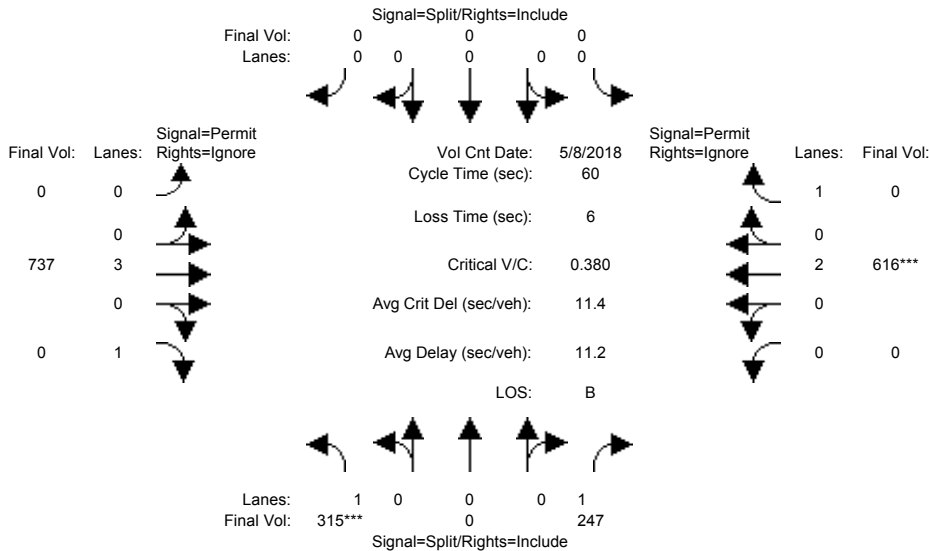 Signal=Split/Rights=Include
Final Vol: 0 0 0
Lanes: 0 0 0 0 0
Signal=Permit Signal=Permit
Final Vol: Lanes: Rights=Ignore Vol Cnt Date: 5/8/2018 Rights=Ignore Lanes: Final Vol:
Cycle Time (sec): 60
0 0 1 0
Loss Time (sec): 6
0 0
737 3 Critical V/C: 0.380 2 616***
0 Avg Crit Del (sec/veh): 11.4 0
0 1 Avg Delay (sec/veh): 11.2 0 0
LOS: B
Lanes: 1 0 0 0 1
Final Vol: 315*** 0 247
Signal=Split/Rights=Include